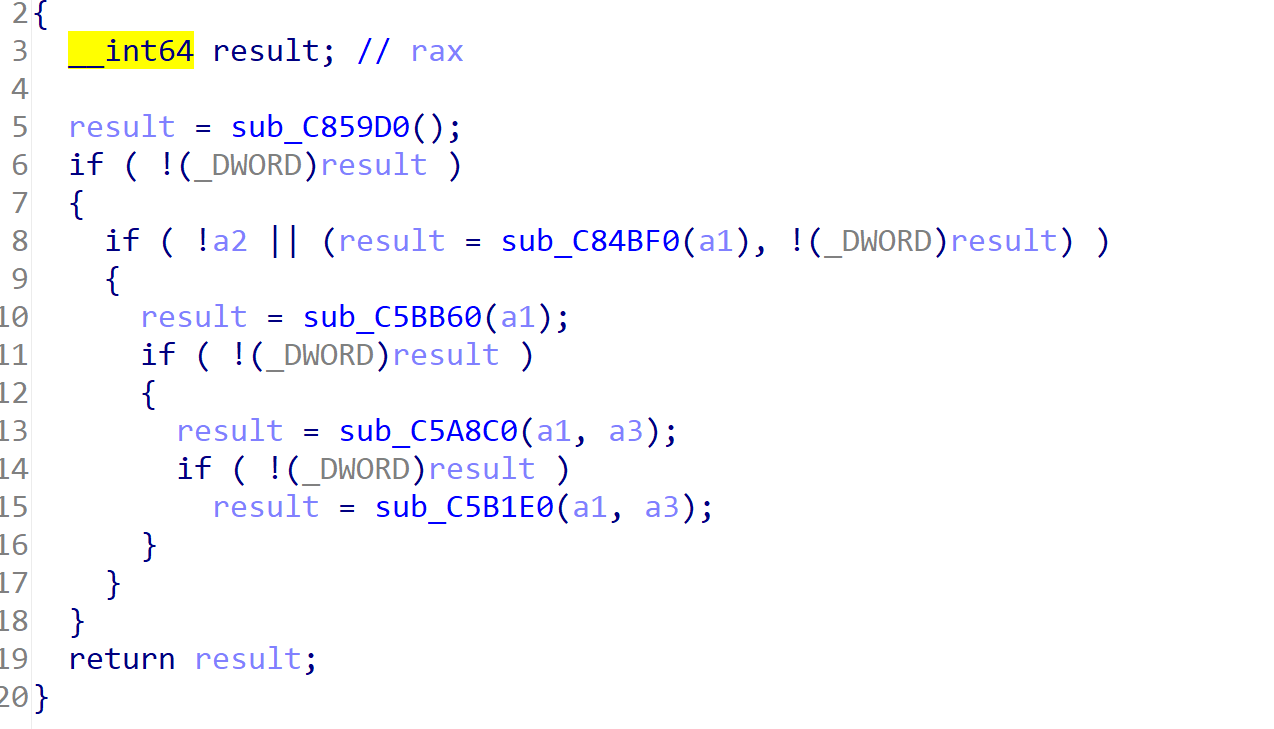 2{
3 __int64 result; // rax
4
5 result = sub_C859D0();
6 if ( !(_DWORD)result )
7 {
8 if ( !a2 || (result = sub_C84BF0(a1), !(_DWORD)result) )
9 {
10 result = sub_C5BB60(a1);
11 if ( !(_DWORD)result )
12 {
13 result = sub_C5A8C0(a1, a3);
14 if ( !(_DWORD)result )
15 result = sub_C5B1E0(a1, a3);
16 }
17 }
18 }
19 return result;
20}